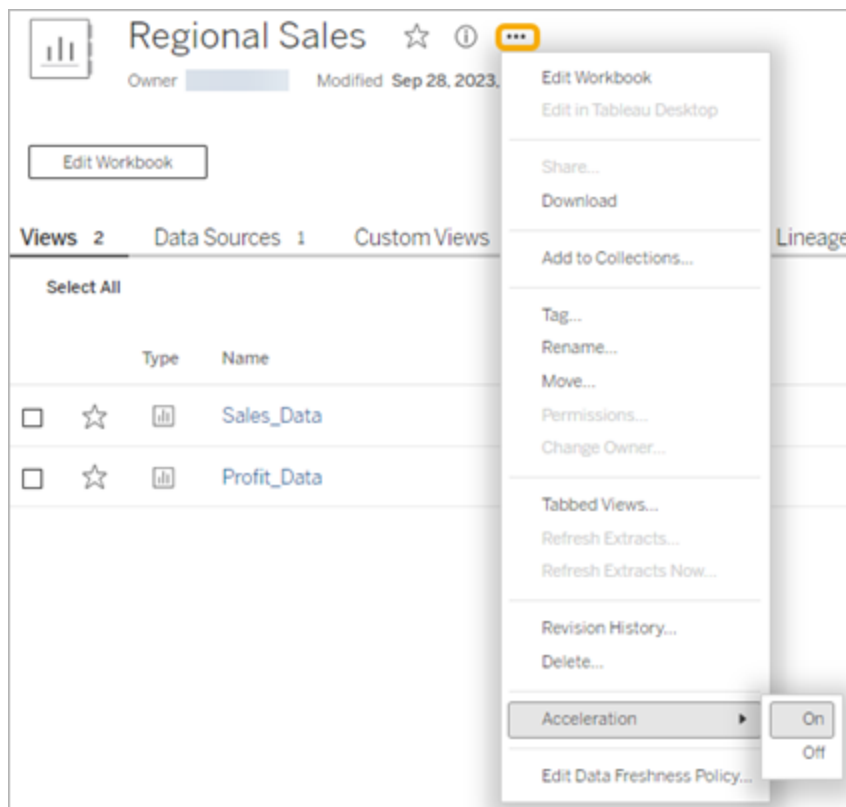 Regional Sales
Owner Modified Sep 28, 2023,
Edit Workbook
Views 2 Data Sources 1 Custom Views Lineage
Select All
Type Name
Sales_Data
Profit_Data
Edit Workbook
Edit in Tableau Desktop
Share...
Download
Add to Collections...
Tag...
Rename...
Move...
Permissions...
Change Owner...
Tabbed Views...
Refresh Extracts...
Refresh Extracts Now...
Revision History...
Delete...
Acceleration
On
Off
Edit Data Freshness Policy...